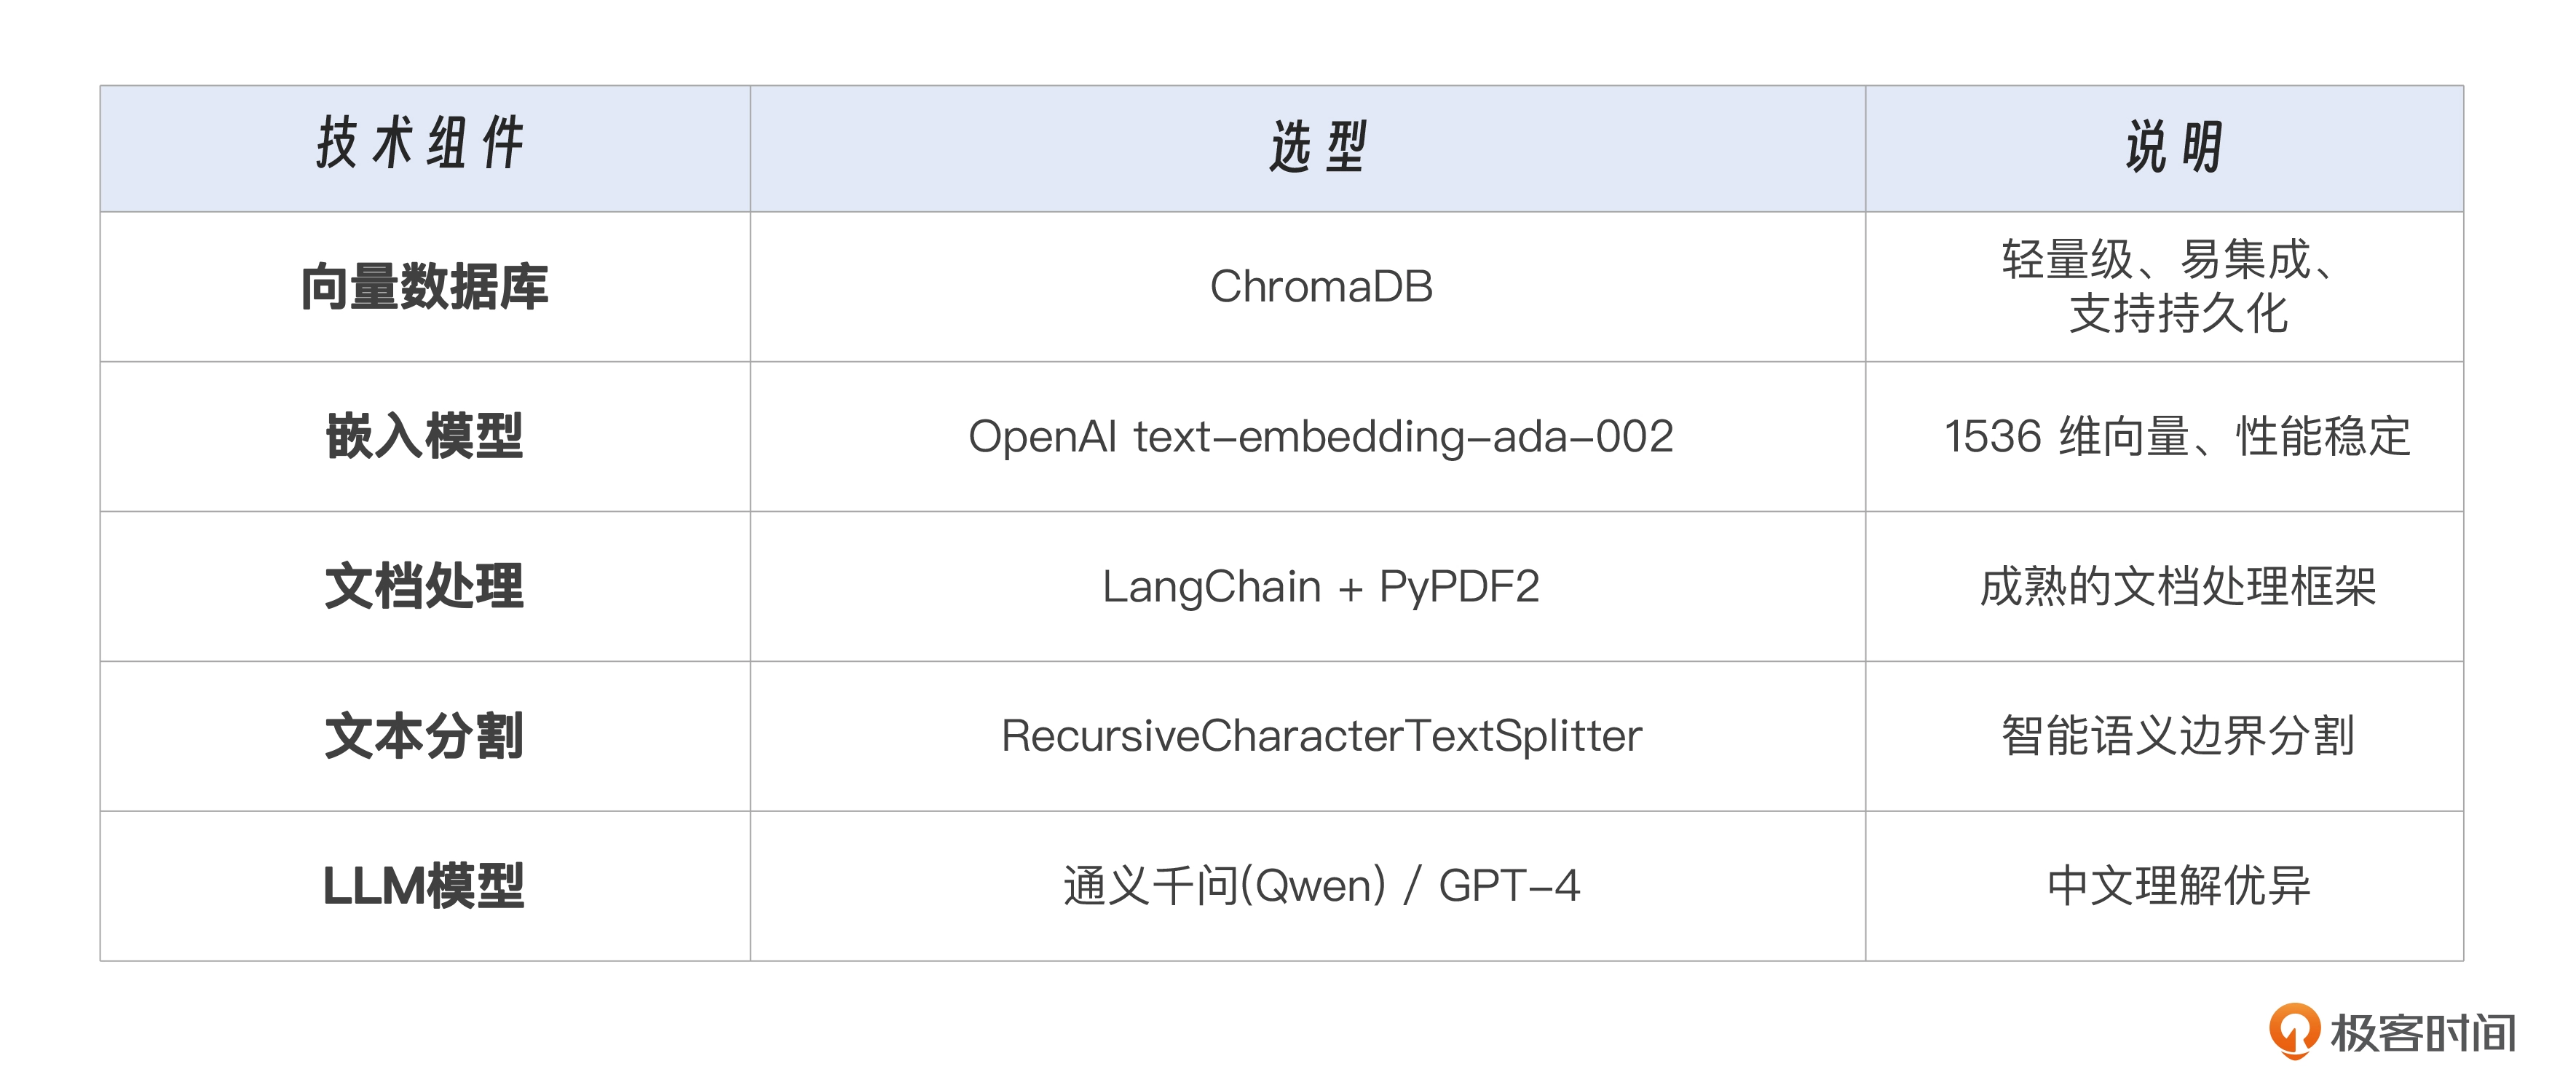 技术组件 选型 说明
向量数据库 ChromaDB 轻量级、易集成、
支持持久化
嵌入模型 OpenAI text-embedding-ada-002 1536 维向量、性能稳定
文档处理 LangChain + PyPDF2 成熟的文档处理框架
文本分割 RecursiveCharacterTextSplitter 智能语义边界分割
LLM模型 通义千问(Qwen) / GPT-4 中文理解优异
极客时间